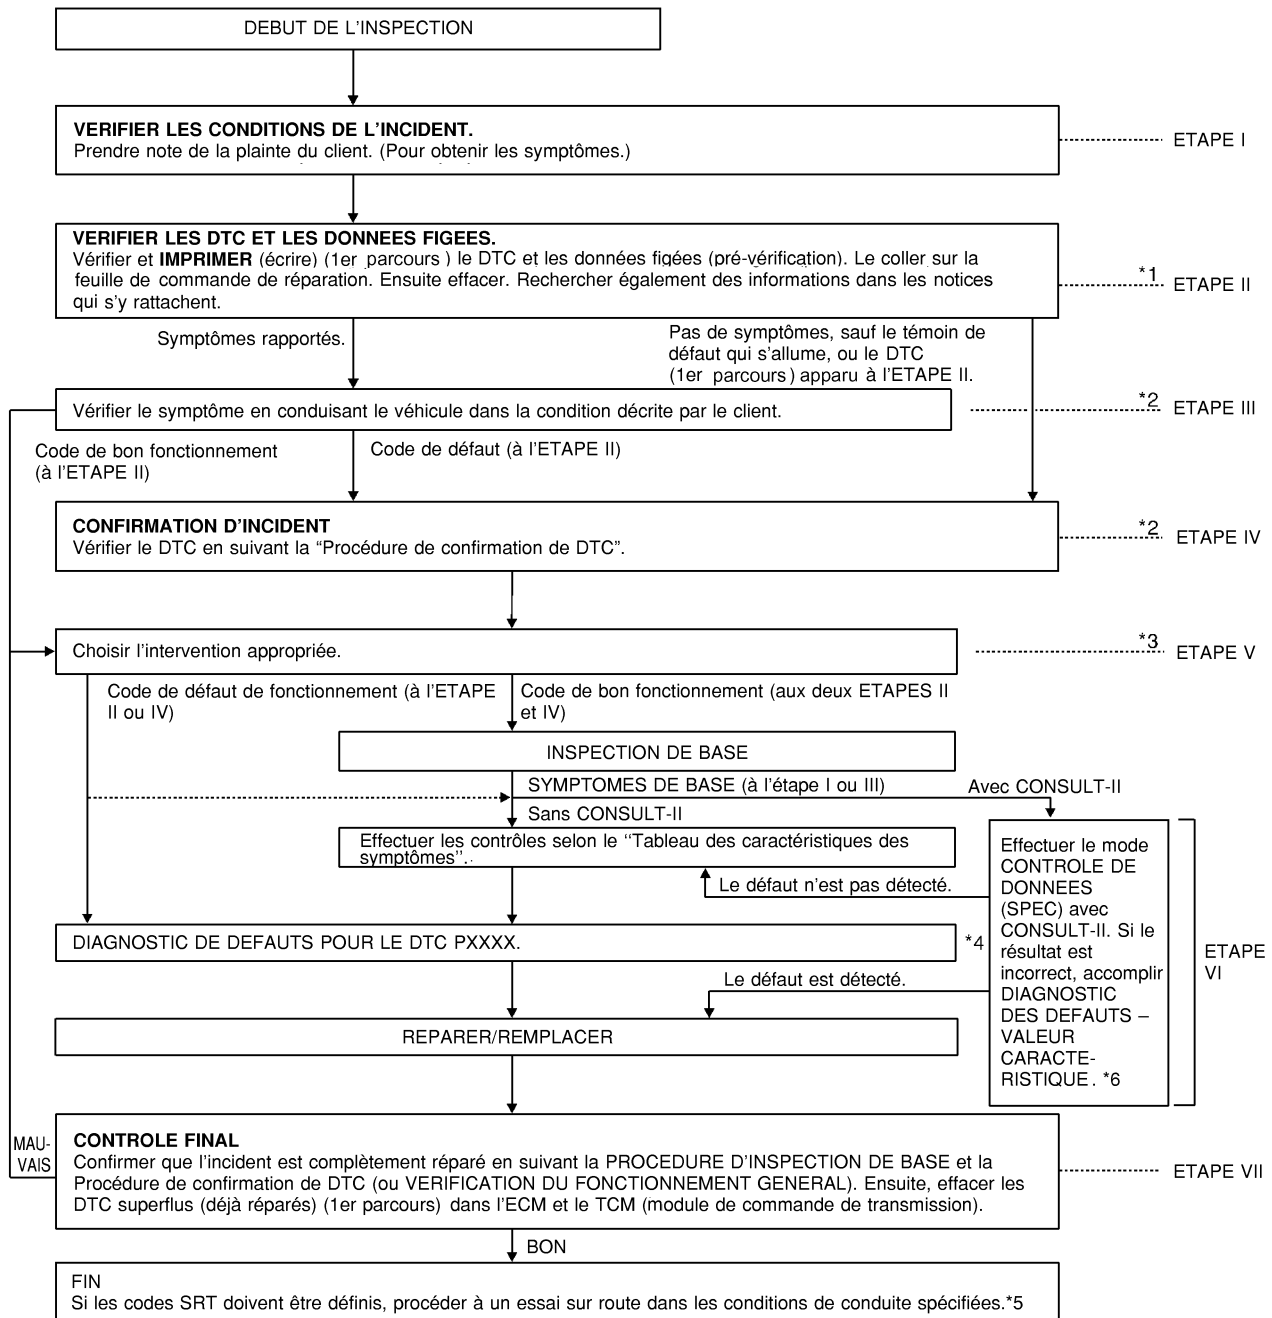 DEBUT DE L'INSPECTION
VERIFIER LES CONDITIONS DE L'INCIDENT.
Prendre note de la plainte du client. (Pour obtenir les symptômes.)
ETAPE I
VERIFIER LES DTC ET LES DONNEES FIGEES.
Vérifier et IMPRIMER (écrire) (1er parcours ) le DTC et les données figées (pré-vérification). Le coller sur la
feuille de commande de réparation. Ensuite effacer. Rechercher également des informations dans les notices
qui s'y rattachent.
*1
ETAPE II
Symptômes rapportés.
Pas de symptômes, sauf le témoin de
défaut qui s'allume, ou le DTC
(1er parcours ) apparu à l'ETAPE II.
Vérifier le symptôme en conduisant le véhicule dans la condition décrite par le client.
*2
ETAPE III
Code de bon fonctionnement
(à l'ETAPE II)
Code de défaut (à l'ETAPE II)
CONFIRMATION D'INCIDENT
Vérifier le DTC en suivant la “Procédure de confirmation de DTC”.
*2
ETAPE IV
Choisir l'intervention appropriée.
*3
ETAPE V
Code de défaut de fonctionnement (à l'ETAPE
II ou IV)
Code de bon fonctionnement (aux deux ETAPES II
et IV)
INSPECTION DE BASE
SYMPTOMES DE BASE (à l'étape I ou III)
Avec CONSULT-II
Sans CONSULT-II
Effectuer les contrôles selon le ‘‘Tableau des caractéristiques des
symptômes’’.
Le défaut n'est pas détecté.
Effectuer le mode
CONTROLE DE
DONNEES
(SPEC) avec
CONSULT-II. Si le
résultat est
incorrect, accomplir
DIAGNOSTIC
DES DEFAUTS –
VALEUR
CARACTE-
RISTIQUE. *6
ETAPE
VI
DIAGNOSTIC DE DEFAUTS POUR LE DTC PXXXX.
*4
Le défaut est détecté.
REPARER/REMPLACER
MAU-
VAIS
CONTROLE FINAL
Confirmer que l'incident est complètement réparé en suivant la PROCEDURE D'INSPECTION DE BASE et la
Procédure de confirmation de DTC (ou VERIFICATION DU FONCTIONNEMENT GENERAL). Ensuite, effacer les
DTC superflus (déjà réparés) (1er parcours) dans l'ECM et le TCM (module de commande de transmission).
ETAPE VII
BON
FIN
Si les codes SRT doivent être définis, procéder à un essai sur route dans les conditions de conduite spécifiées.*5